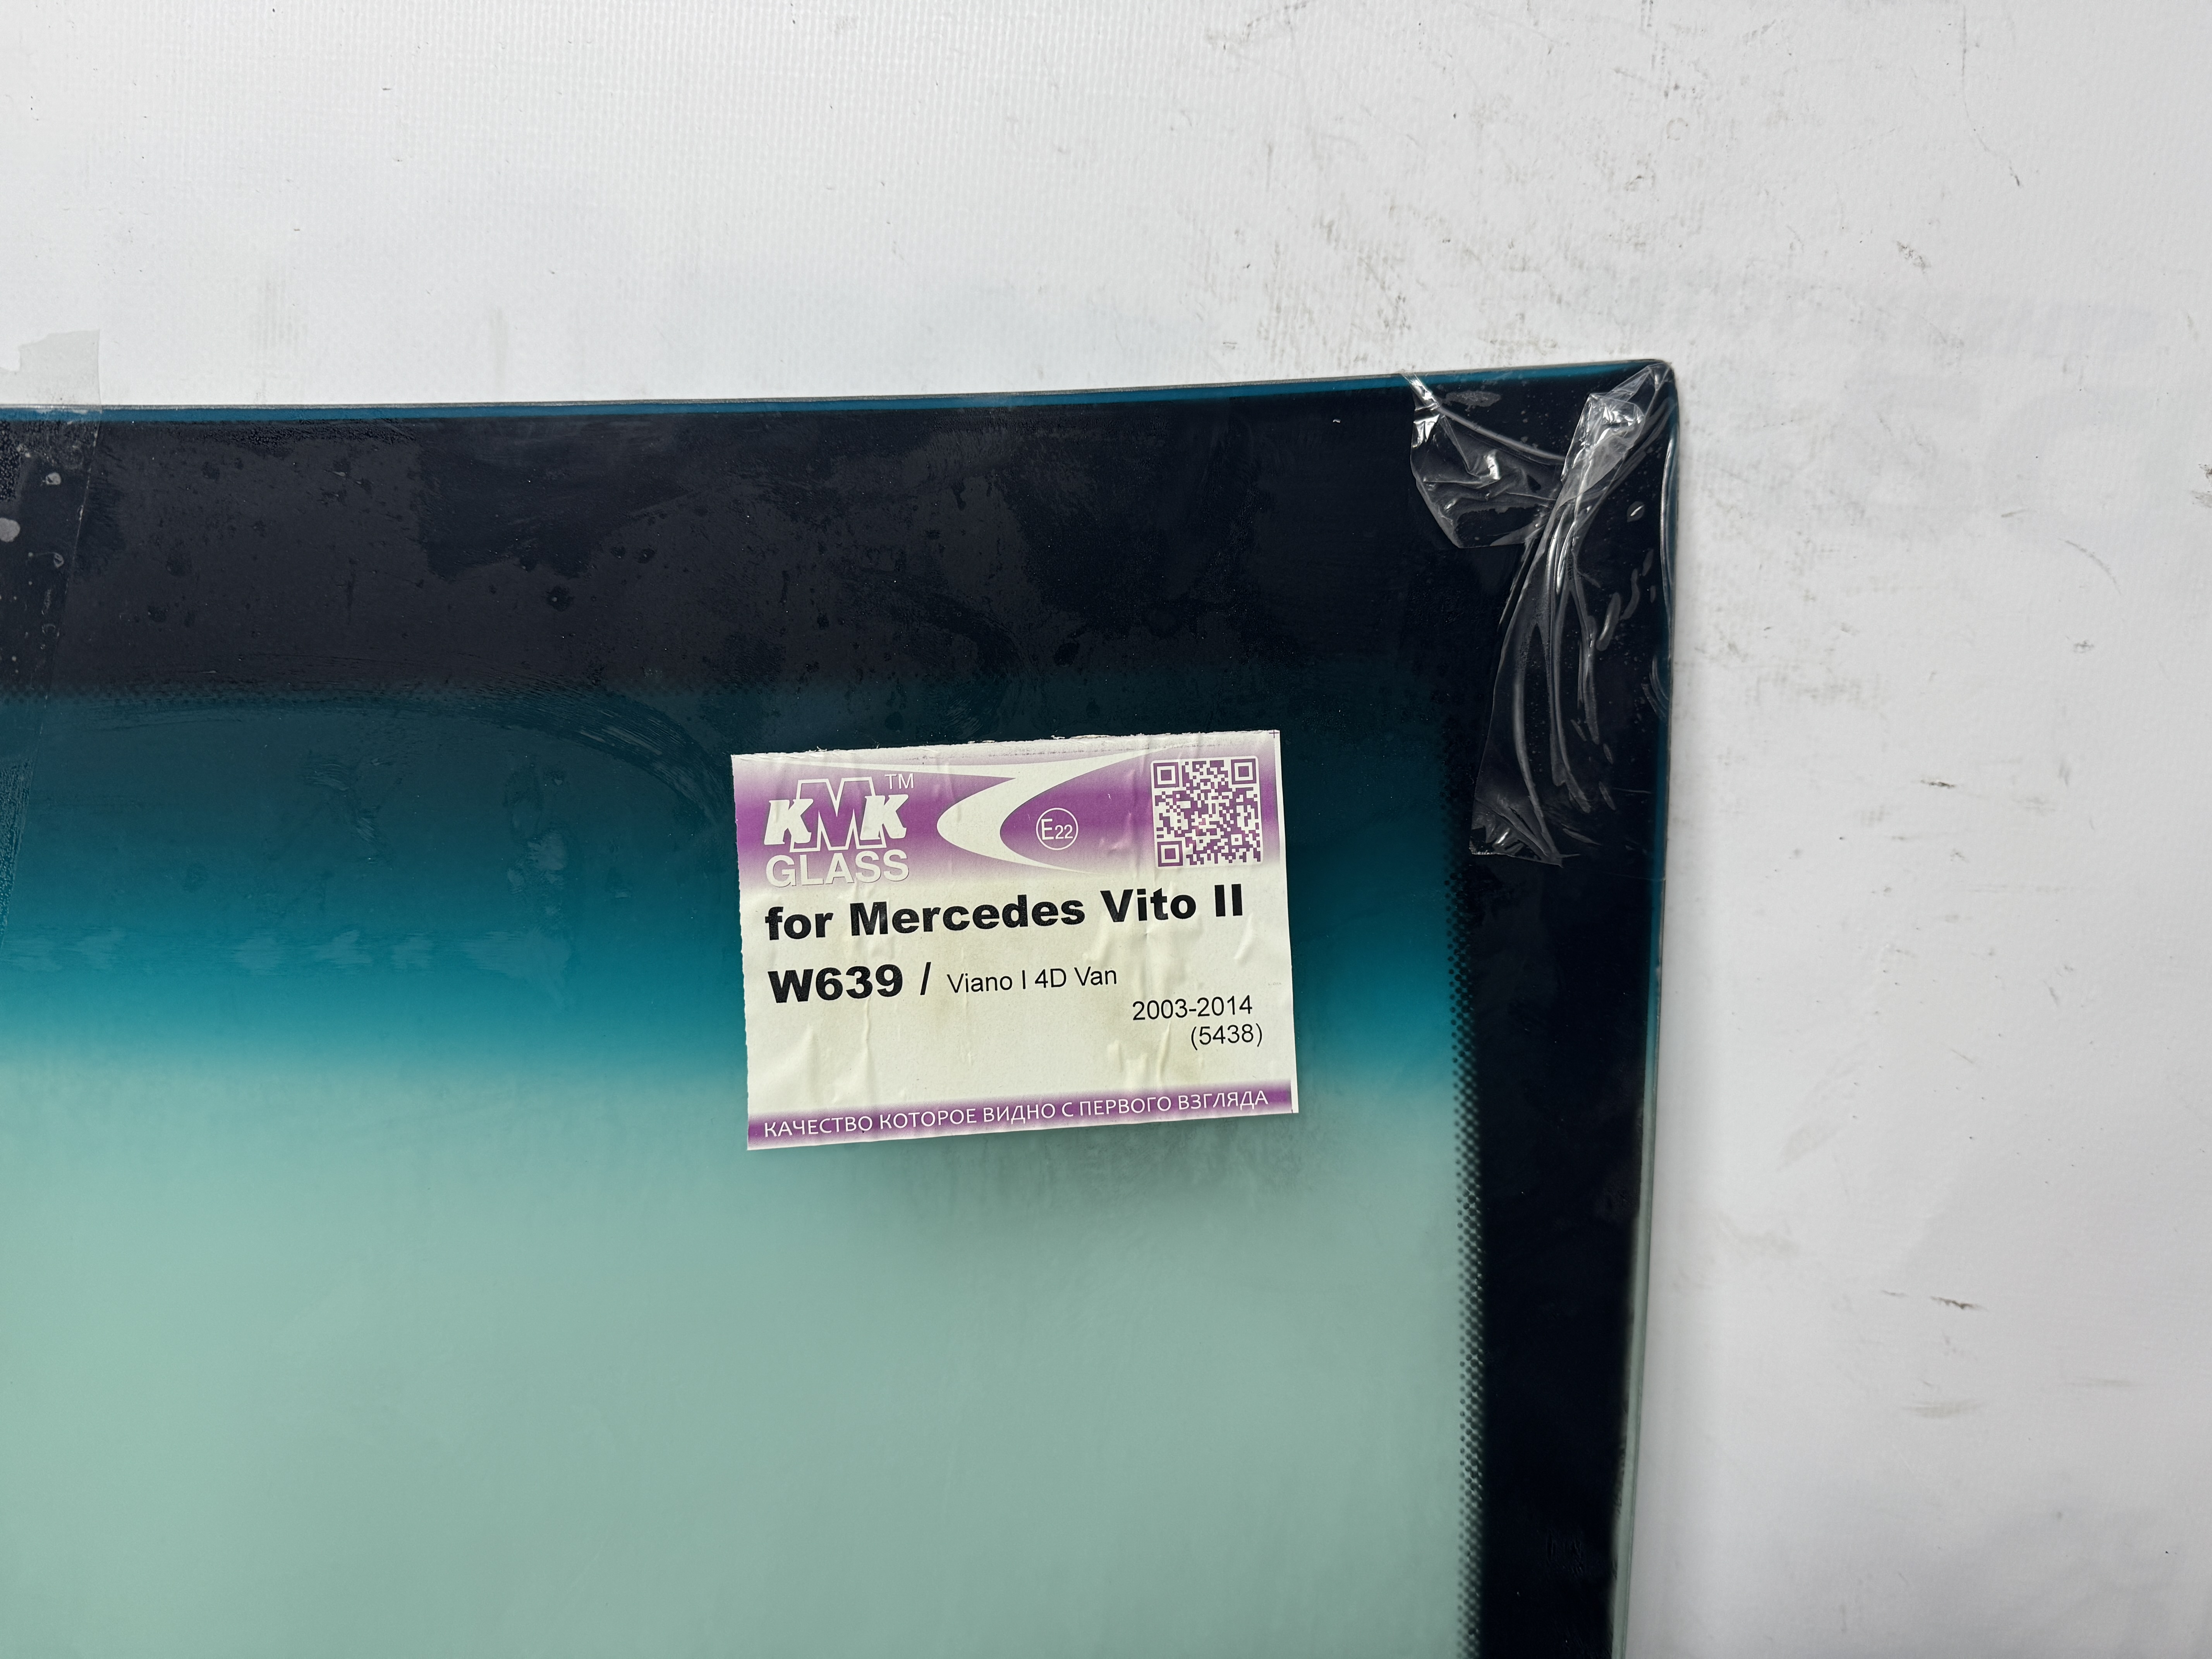 KMK™
GLASS
E22
for Mercedes Vito II
W639 / Viano I 4D Van
2003-2014
(5438)
КАЧЕСТВО КОТОРОЕ ВИДНО С ПЕРВОГО ВЗГЛЯДА